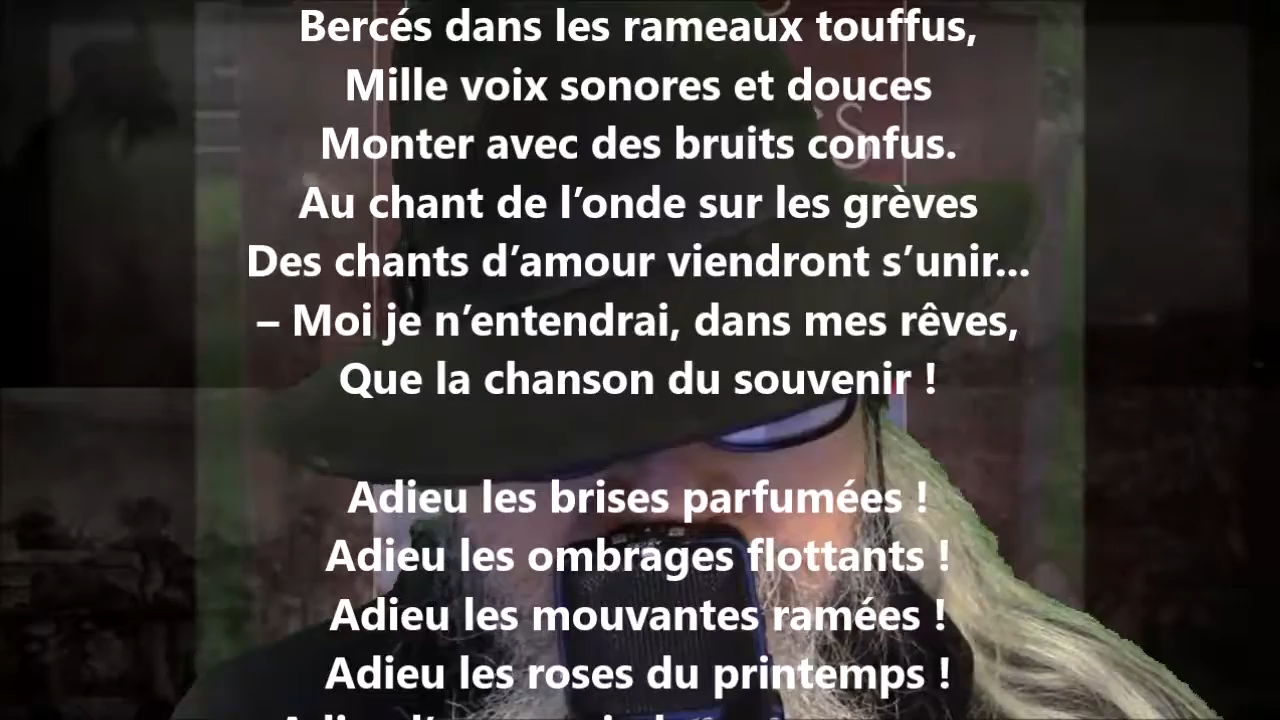 Bercés dans les rameaux touffus,
Mille voix sonores et douces
Monter avec des bruits confus.
Au chant de l’onde sur les grèves
Des chants d’amour viendront s’unir...
– Moi je n’entendrai, dans mes rêves,
Que la chanson du souvenir !
Adieu les brises parfumées !
Adieu les ombrages flottants !
Adieu les mouvantes ramées !
Adieu les roses du printemps !